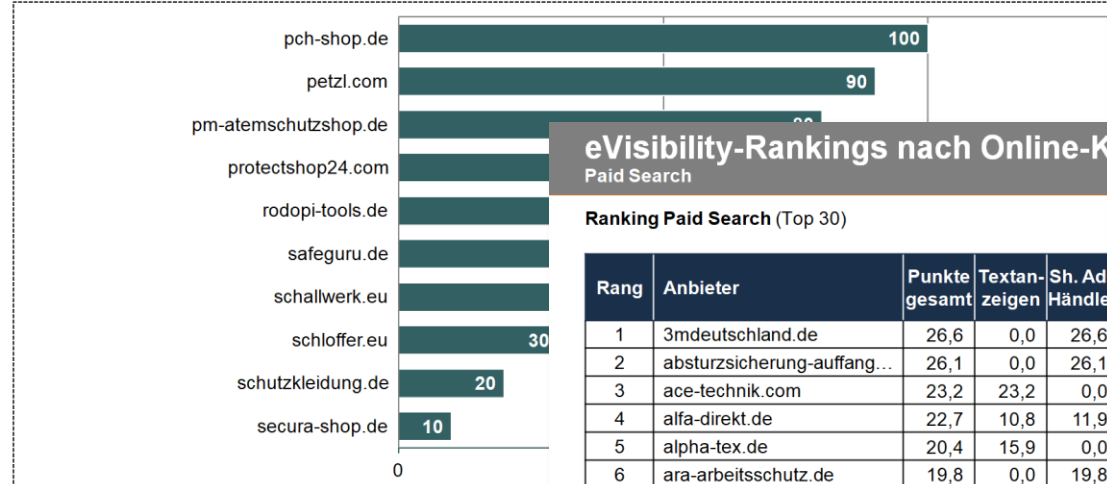 pch-shop.de 100
petzl.com 90
pm-atemschutzshop.de
protectshop24.com
rodopi-tools.de
safeguru.de
schallwerk.eu
schloffer.eu 30
schutzkleidung.de 20
secura-shop.de 10
0
eVisibility-Rankings nach Online-K
Paid Search
Ranking Paid Search (Top 30)
Rang Anbieter Punkte gesamt Textan-zeigen Sh. Ad Händle
1 3mdeutschland.de 26,6 0,0 26,6
2 absturzsicherung-auffang... 26,1 0,0 26,1
3 ace-technik.com 23,2 23,2 0,0
4 alfa-direkt.de 22,7 10,8 11,9
5 alpha-tex.de 20,4 15,9 0,0
6 ara-arbeitsschutz.de 19,8 0,0 19,8